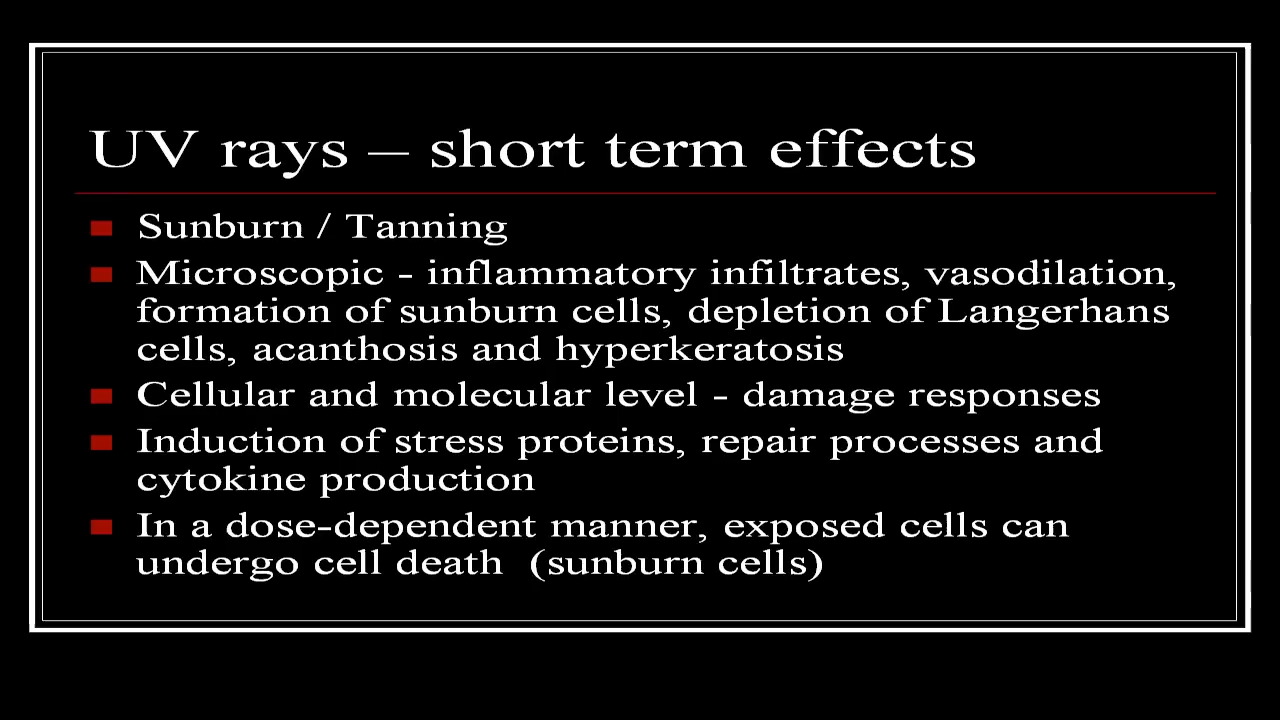 UV rays – short term effects
Sunburn / Tanning
Microscopic - inflammatory infiltrates, vasodilation,
formation of sunburn cells, depletion of Langerhans
cells, acanthosis and hyperkeratosis
Cellular and molecular level - damage responses
Induction of stress proteins, repair processes and
cytokine production
In a dose-dependent manner, exposed cells can
undergo cell death  (sunburn cells)